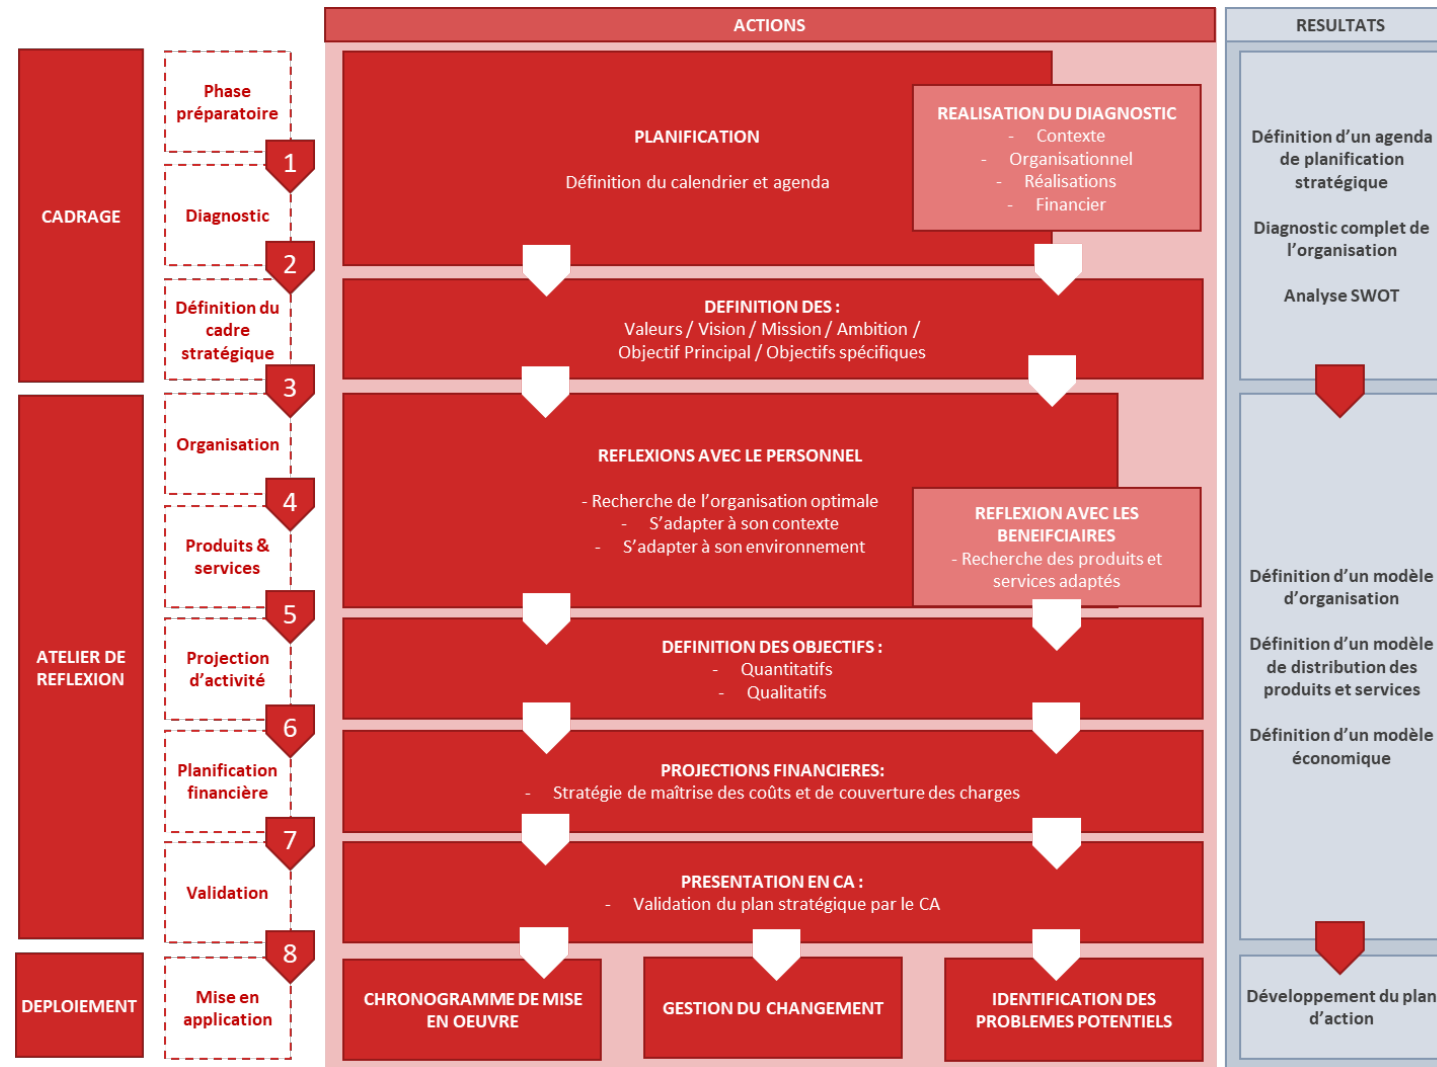 ACTIONS
RESULTATS
CADRAGE
Phase
préparatoire
1
Diagnostic
2
Définition du
cadre
stratégique
3
PLANIFICATION
Définition du calendrier et agenda
REALISATION DU DIAGNOSTIC
- Contexte
- Organisationnel
- Réalisations
- Financier
DEFINITION DES :
Valeurs / Vision / Mission / Ambition /
Objectif Principal / Objectifs spécifiques
Définition d’un agenda
de planification
stratégique
Diagnostic complet de
l’organisation
Analyse SWOT
ATELIER DE
REFLEXION
Organisation
4
Produits &
services
5
Projection
d’activité
6
Planification
financière
7
Validation
8
REFLEXIONS AVEC LE PERSONNEL
- Recherche de l’organisation optimale
- S’adapter à son contexte
- S’adapter à son environnement
REFLEXION AVEC LES
BENEIFCIAIRES
- Recherche des produits et
services adaptés
DEFINITION DES OBJECTIFS :
- Quantitatifs
- Qualitatifs
PROJECTIONS FINANCIERES:
- Stratégie de maîtrise des coûts et de couverture des charges
PRESENTATION EN CA :
- Validation du plan stratégique par le CA
Définition d’un modèle
d’organisation
Définition d’un modèle
de distribution des
produits et services
Définition d’un modèle
économique
DEPLOIEMENT
Mise en
application
CHRONOGRAMME DE MISE
EN OEUVRE
GESTION DU CHANGEMENT
IDENTIFICATION DES
PROBLEMES POTENTIELS
Développement du plan
d’action